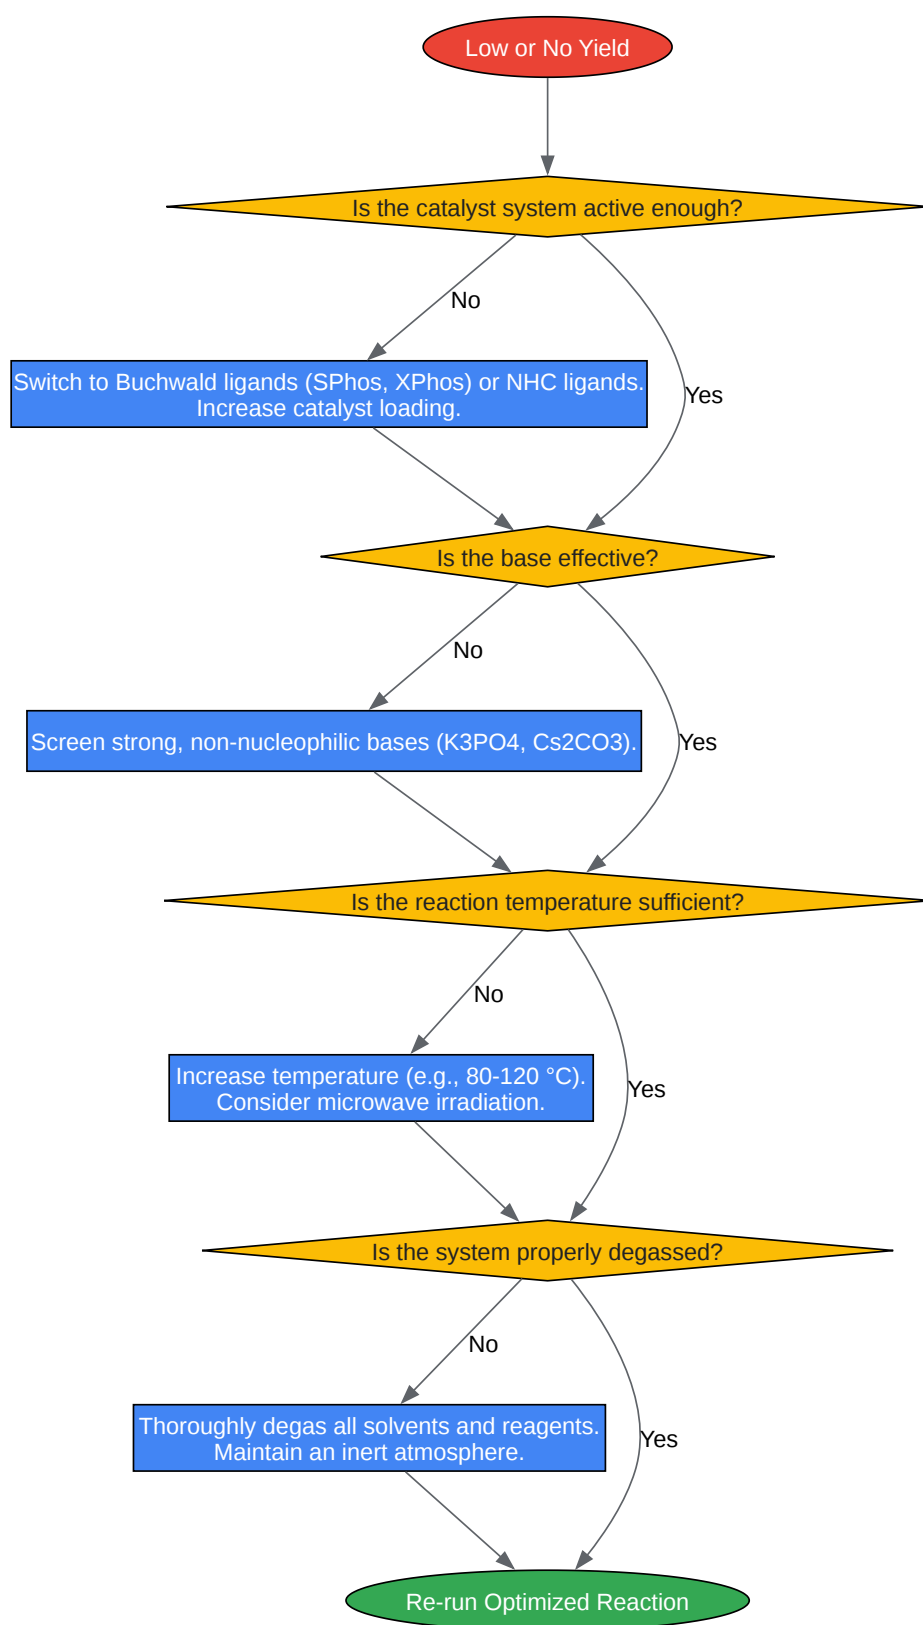 Low or No Yield
Is the catalyst system active enough?
No
Switch to Buchwald ligands (SPhos, XPhos) or NHC ligands.
Increase catalyst loading.
Yes
Is the base effective?
No
Screen strong, non-nucleophilic bases (K3PO4, Cs2CO3).
Yes
Is the reaction temperature sufficient?
No
Increase temperature (e.g., 80-120 °C).
Consider microwave irradiation.
Yes
Is the system properly degassed?
No
Thoroughly degas all solvents and reagents.
Maintain an inert atmosphere.
Yes
Re-run Optimized Reaction